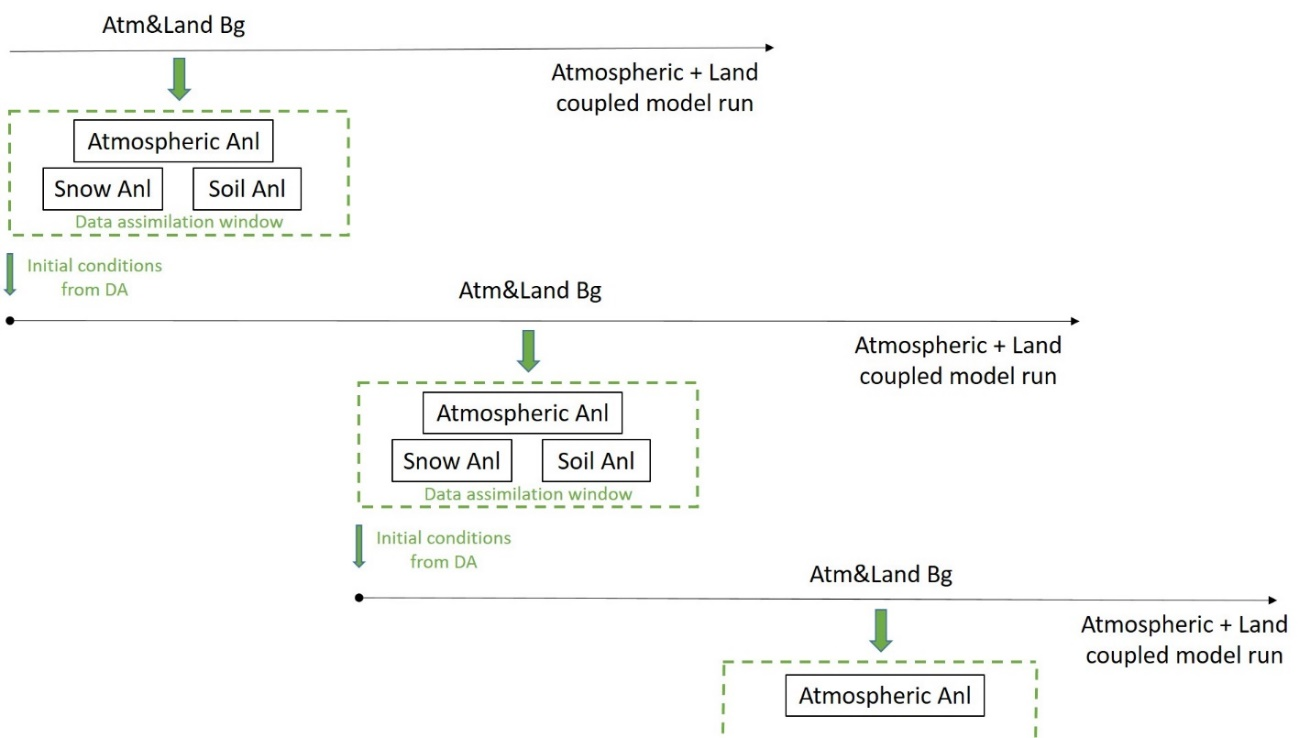 Atm&Land Bg
Atmospheric + Land
coupled model run
Atmospheric Anl
Snow Anl
Soil Anl
Data assimilation window
Initial conditions
from DA
Atm&Land Bg
Atmospheric + Land
coupled model run
Atmospheric Anl
Snow Anl
Soil Anl
Data assimilation window
Initial conditions
from DA
Atm&Land Bg
Atmospheric + Land
coupled model run
Atmospheric Anl